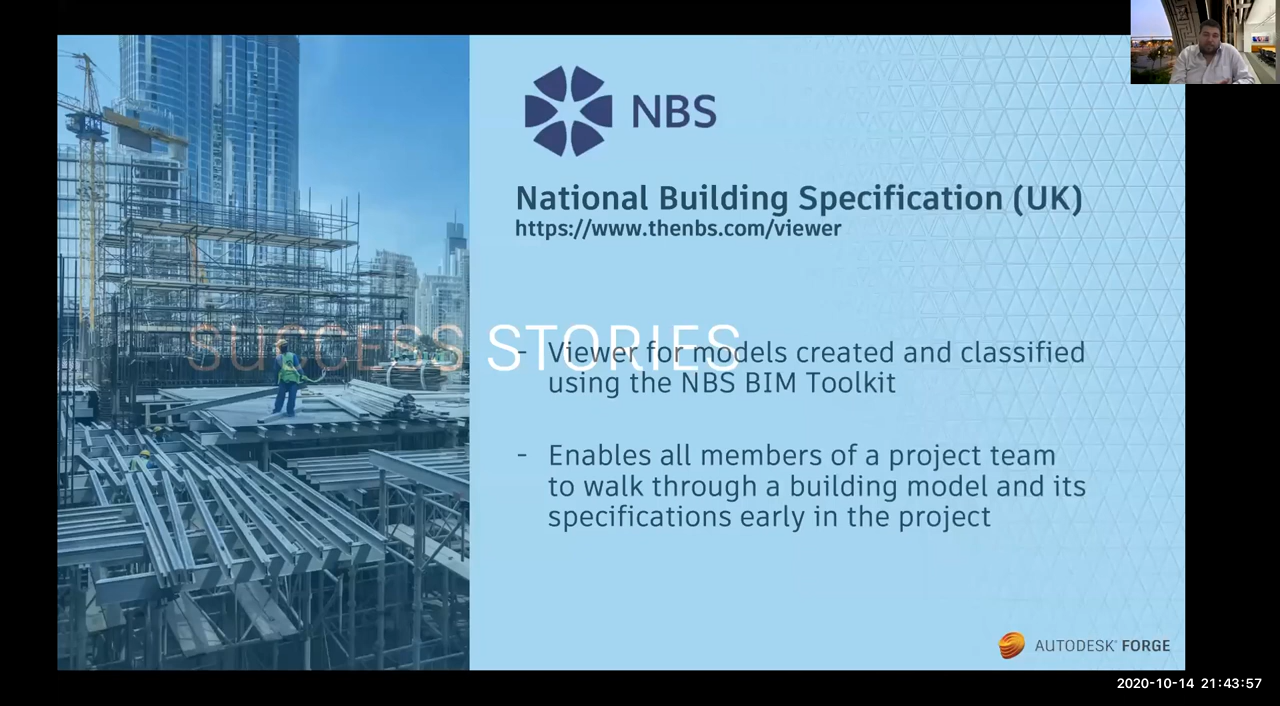 NBS
National Building Specification (UK)
https://www.thenbs.com/viewer
SUCCESS STORIES
- Viewer for models created and classified
using the NBS BIM Toolkit
- Enables all members of a project team
to walk through a building model and its
specifications early in the project
AUTODESK® FORGE
2020-10-14 21:43:57